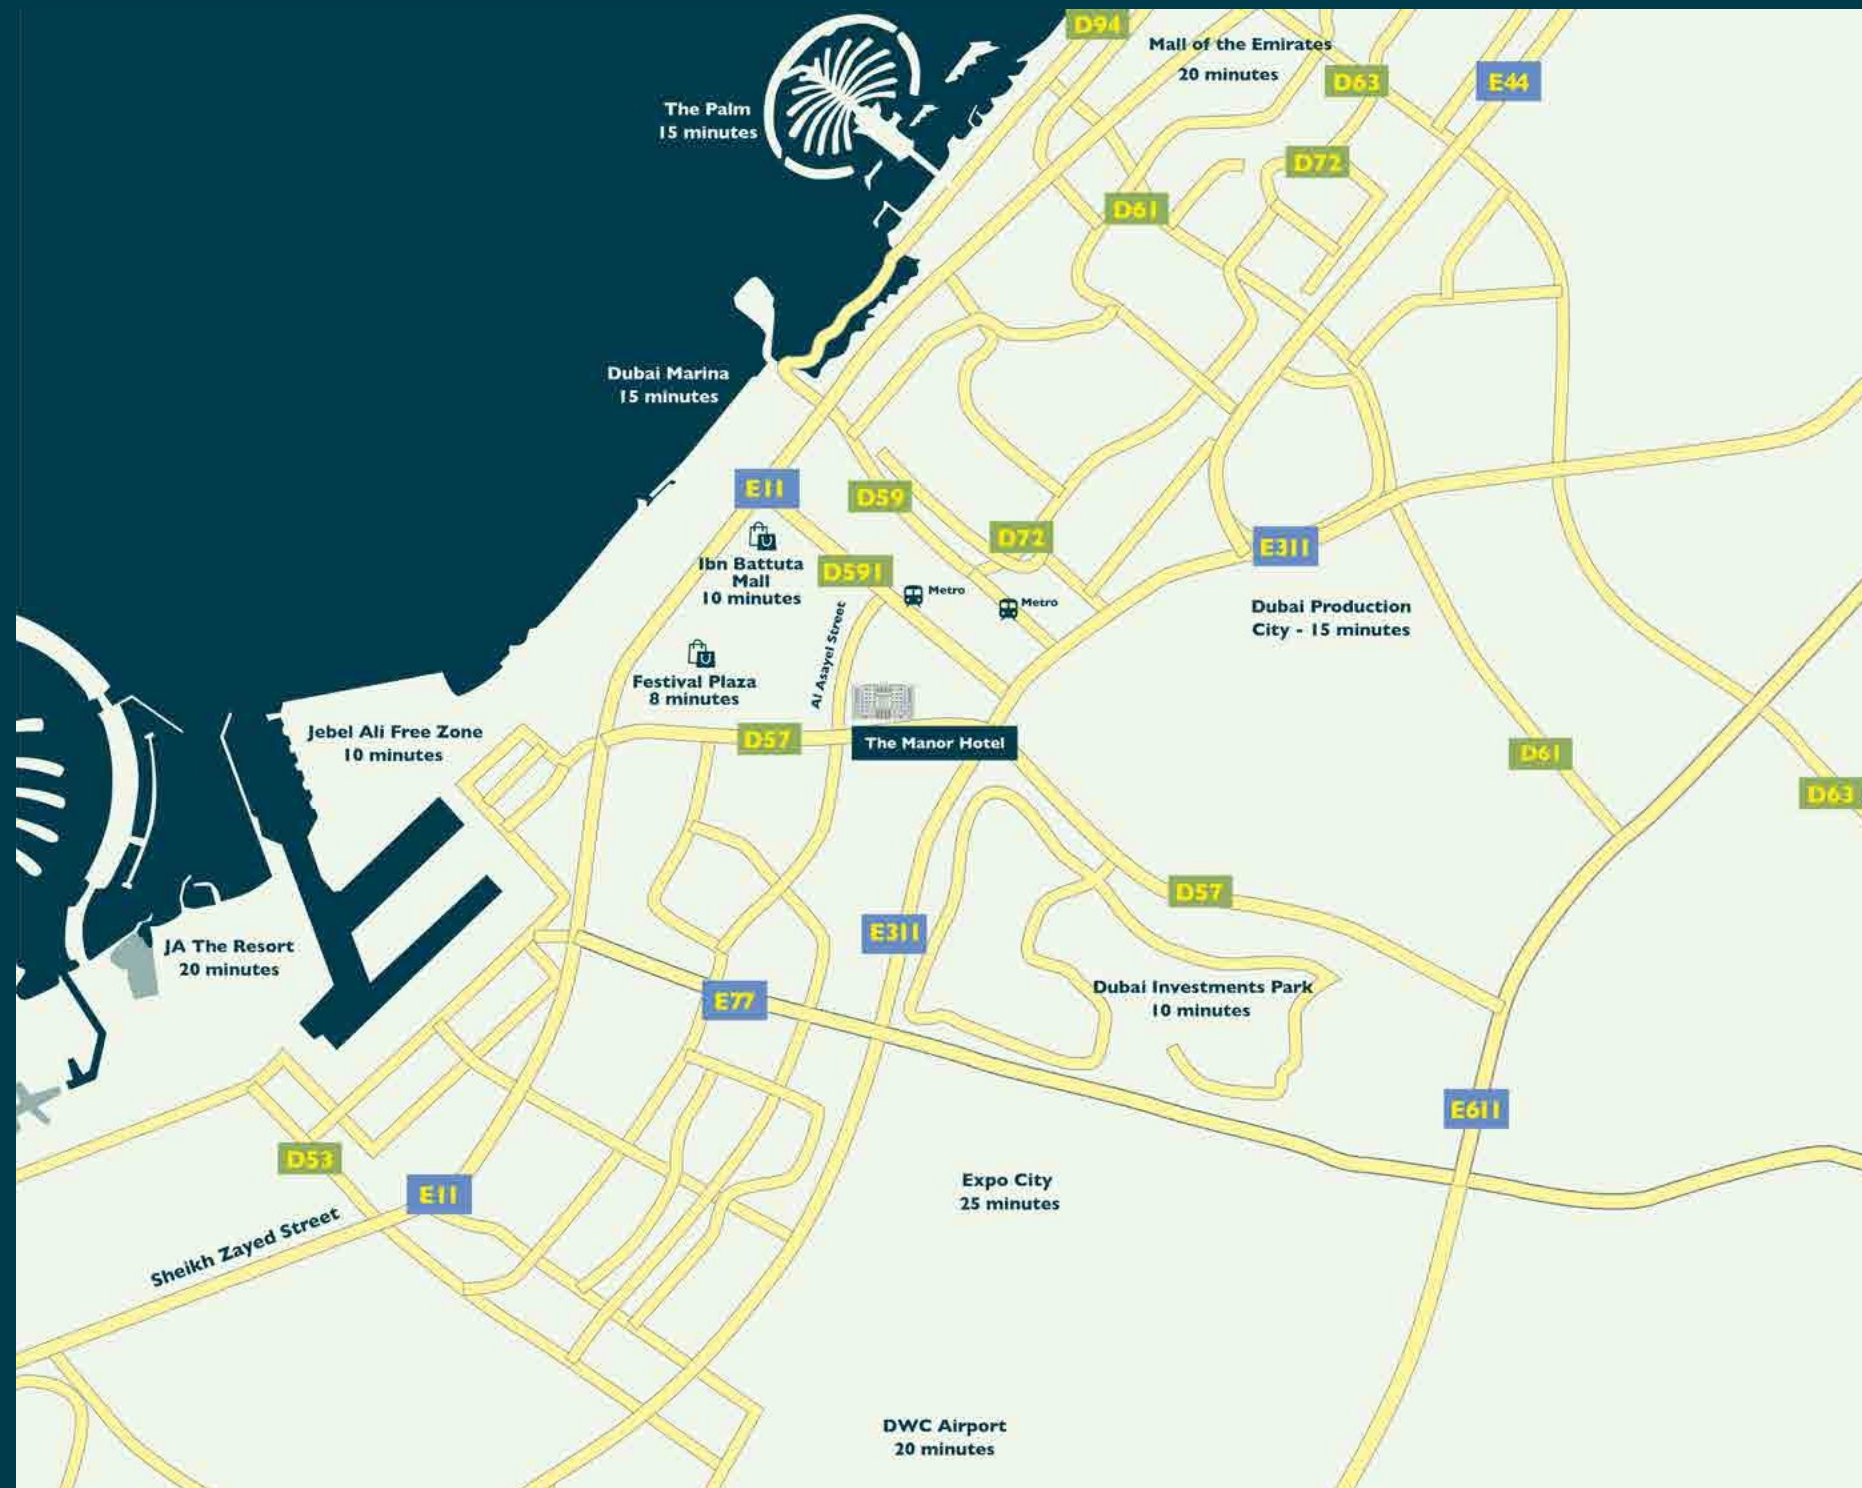 D94
Mall of the Emirates
20 minutes
D63
E44
The Palm
15 minutes
D72
D61
Dubai Marina
15 minutes
E11
D59
D72
E311
Ibn Battuta
Mall
10 minutes
D591
Metro
Metro
Dubai Production
City - 15 minutes
Al Asayel Street
Festival Plaza
8 minutes
Jebel Ali Free Zone
10 minutes
D57
The Manor Hotel
D61
D63
D57
E311
JA The Resort
20 minutes
E77
Dubai Investments Park
10 minutes
E611
D53
E11
Expo City
25 minutes
Sheikh Zayed Street
DWC Airport
20 minutes